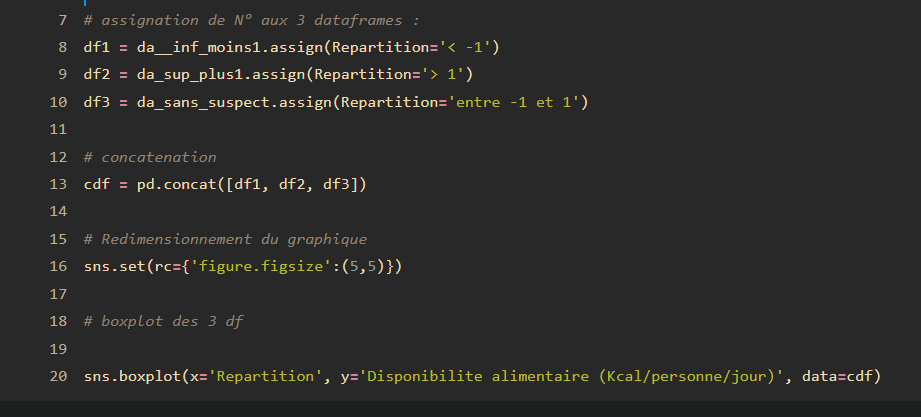 7 # assignation de N° aux 3 dataframes :
8 df1 = da__inf_moins1.assign(Repartition='< -1')
9 df2 = da_sup_plus1.assign(Repartition='> 1')
10 df3 = da_sans_suspect.assign(Repartition='entre -1 et 1')
11
12 # concatenation
13 cdf = pd.concat([df1, df2, df3])
14
15 # Redimensionnement du graphique
16 sns.set(rc={'figure.figsize':(5,5)})
17
18 # boxplot des 3 df
19
20 sns.boxplot(x='Repartition', y='Disponibilite alimentaire (Kcal/personne/jour)', data=cdf)